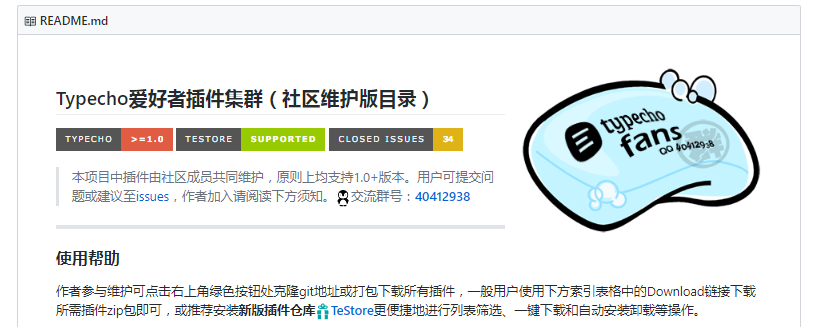 README.md
Typecho爱好者插件集群（社区维护版目录）
TYPECHO >=1.0 TESTORE SUPPORTED CLOSED ISSUES 34
typecho
fans
QQ 40412938
本项目中插件由社区成员共同维护，原则上均支持1.0+版本。用户可提交问
题或建议至issues，作者加入请阅读下方须知。交流群号：40412938
使用帮助
作者参与维护可点击右上角绿色按钮处克隆git地址或打包下载所有插件，一般用户使用下方索引表格中的Download链接下载
所需插件zip包即可，或推荐安装新版插件仓库TeStore更便捷地进行列表筛选、一键下载和自动安装卸载等操作。